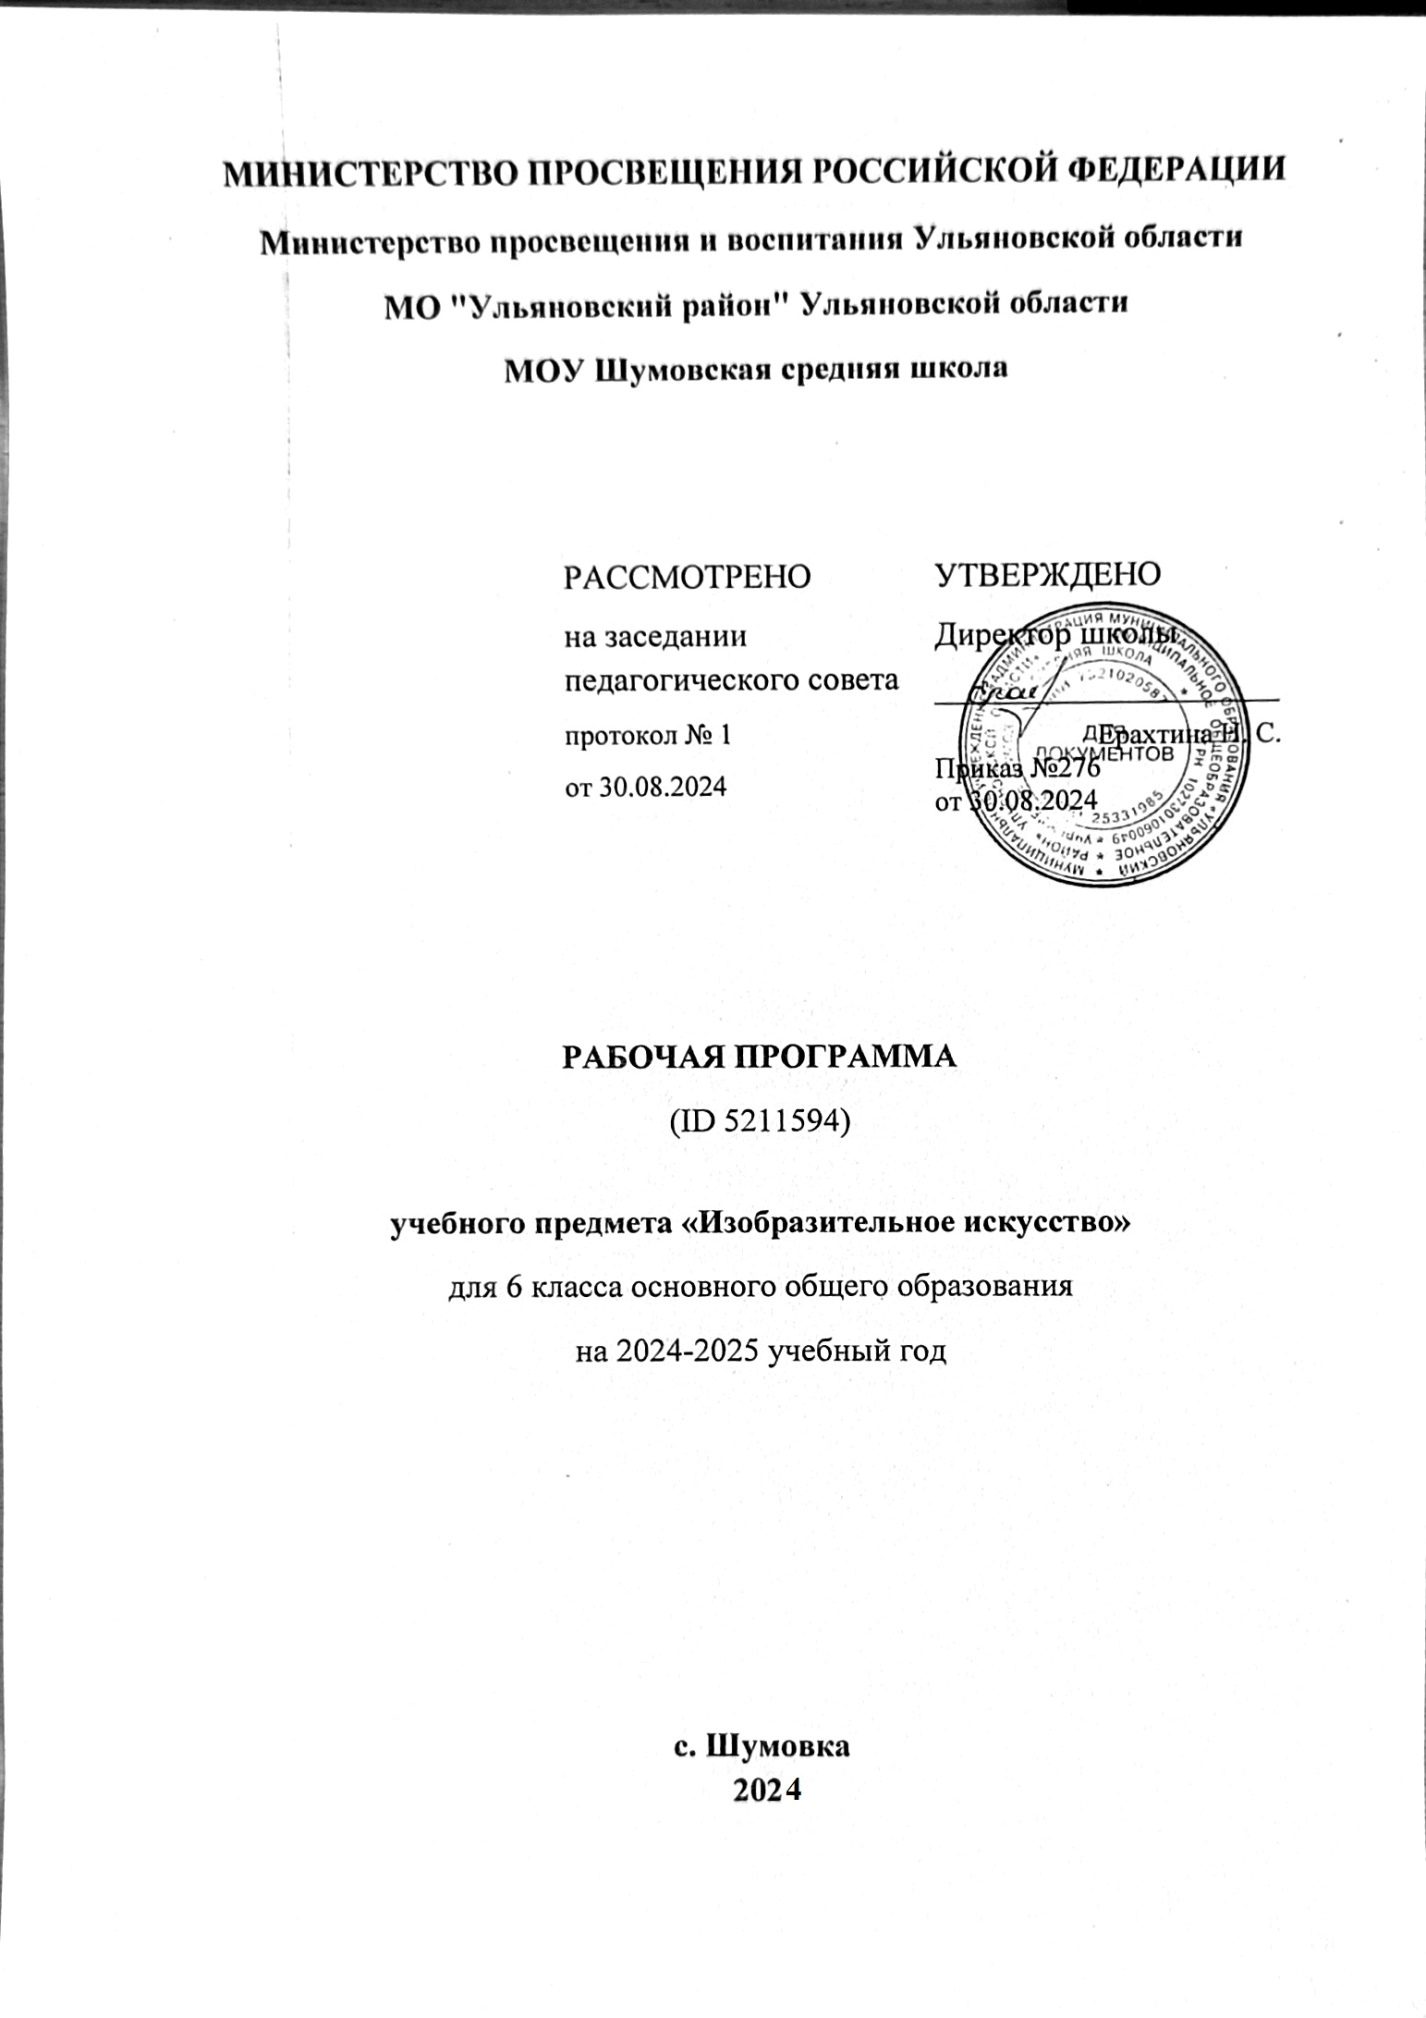 МИНИСТЕРСТВО ПРОСВЕЩЕНИЯ РОССИЙСКОЙ ФЕДЕРАЦИИ
Министерство просвещения и воспитания Ульяновской области
МО "Ульяновский район" Ульяновской области
МОУ Шумовская средняя школа
РАССМОТРЕНО
на заседании
педагогического совета
протокол № 1
от 30.08.2024
УТВЕРЖДЕНО
Директор школы
Ерахтина Н. С.
Приказ №276
от 30.08.2024
ДЛЯ
ДОКУМЕНТОВ
РАБОЧАЯ ПРОГРАММА
(ID 5211594)
учебного предмета «Изобразительное искусство»
для 6 класса основного общего образования
на 2024-2025 учебный год
с. Шумовка
2024